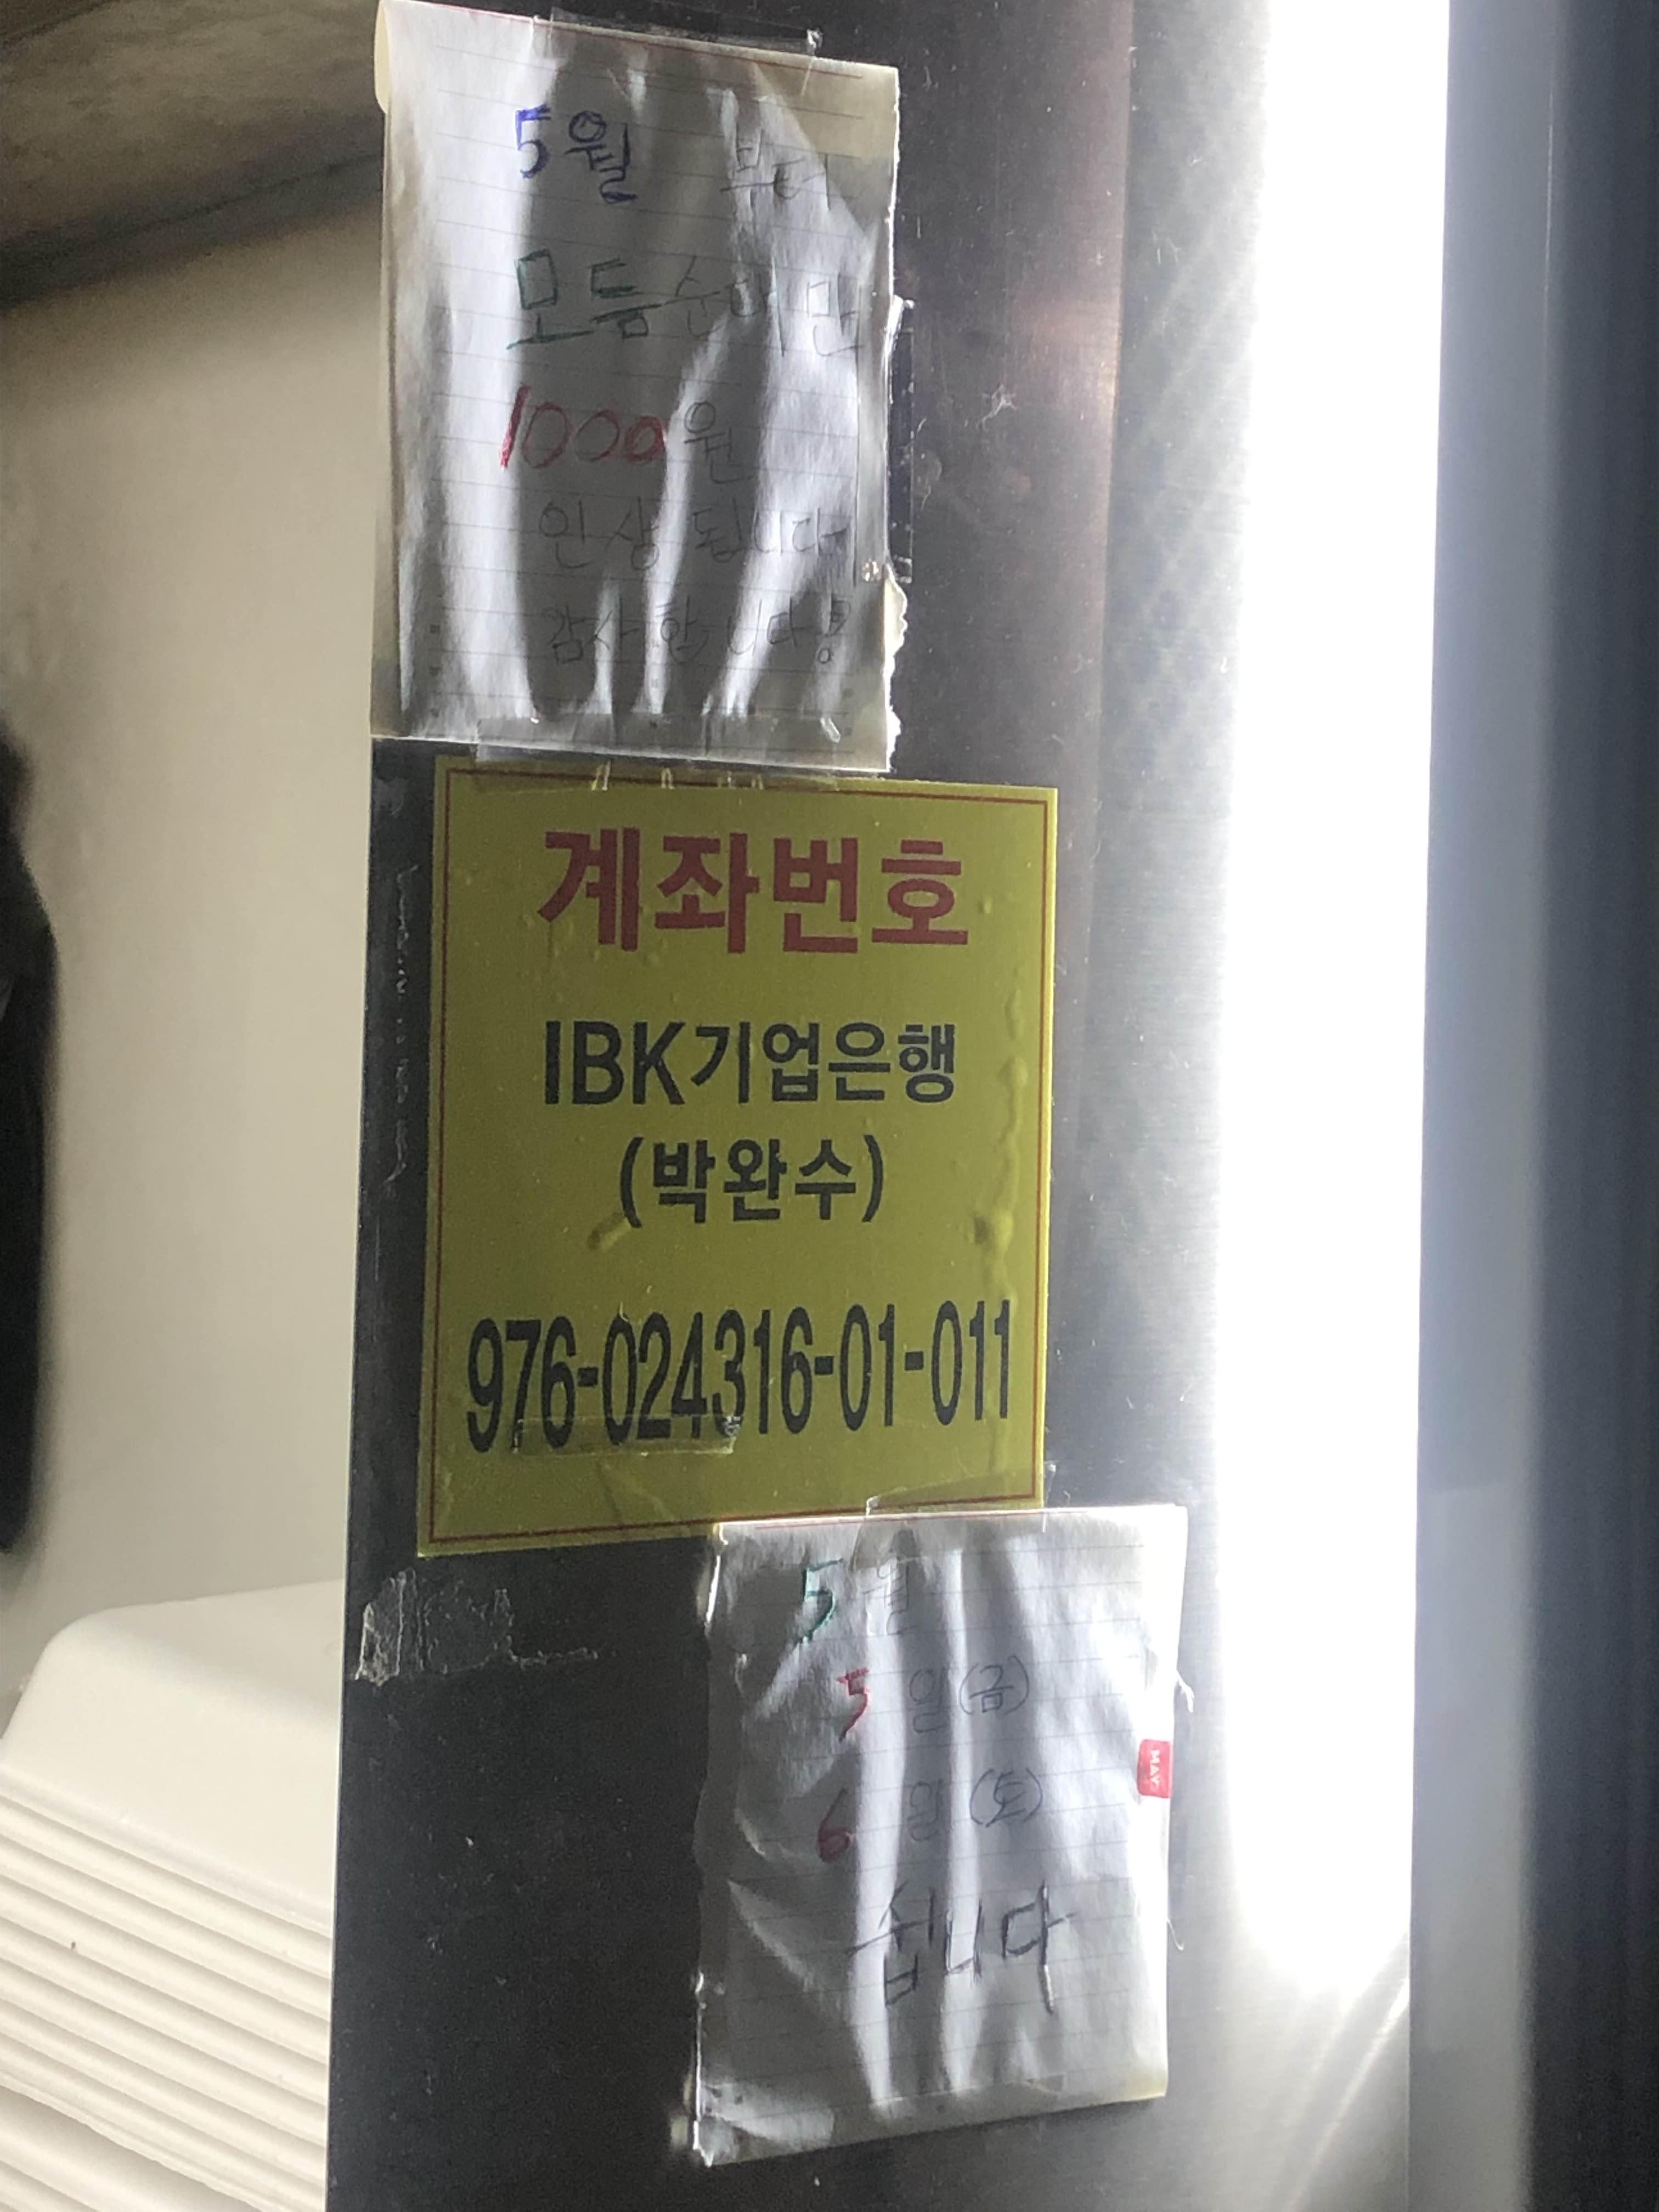 5월 부터
모듬순대만
1000원
인상 됩니다
감사합니다!
계좌번호
IBK기업은행
(박완수)
976-024316-01-011
5월
5일(금)
6일(토)
쉽니다
MAY